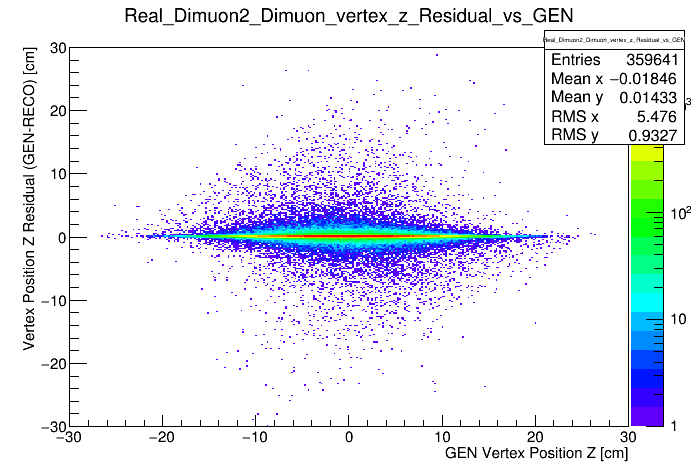 Real_Dimuon2_Dimuon_vertex_z_Residual_vs_GEN
Real_Dimuon2_Dimuon_vertex_z_Residual_vs_GEN
Entries 359641
Mean x −0.01846
Mean y 0.01433
RMS x 5.476
RMS y 0.9327
Vertex Position Z Residual (GEN-RECO) [cm]
30
20
10
0
−10
−20
−30
−30 −20 −10 0 10 20 30
GEN Vertex Position Z [cm]
3
10²
10
1